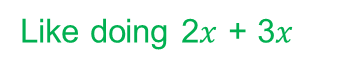 Like doing 2𝑥 + 3𝑥